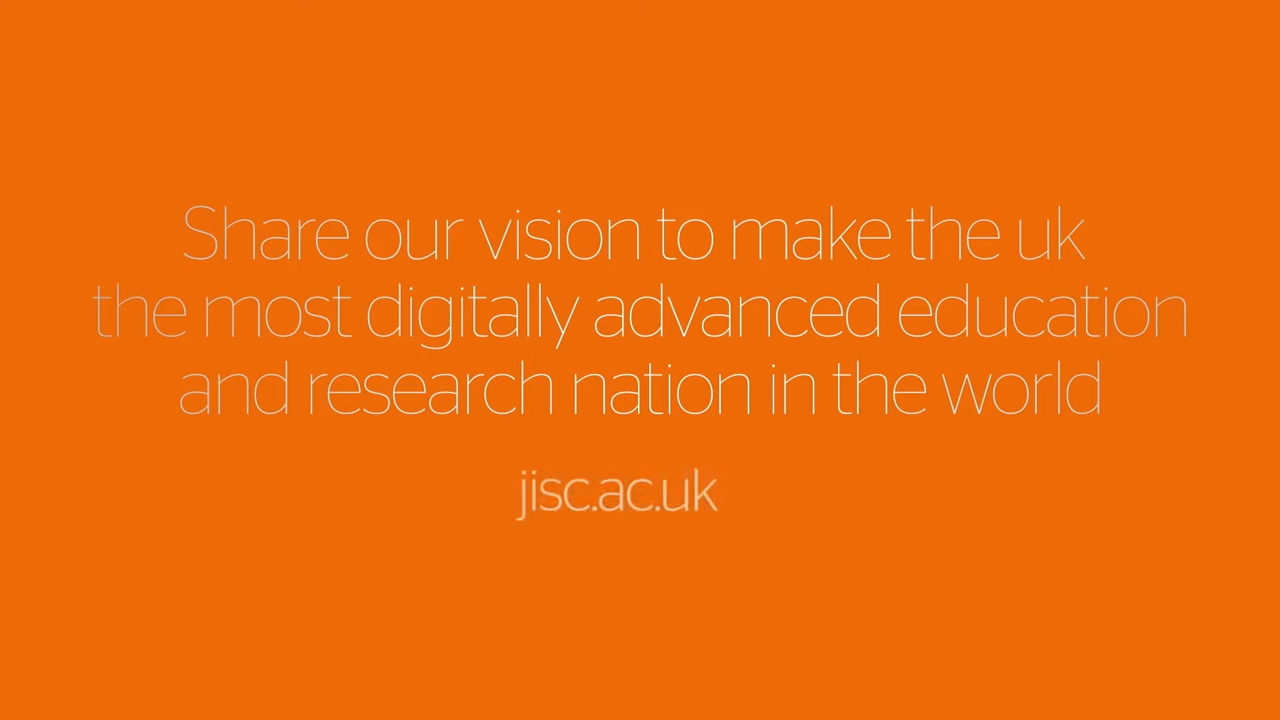 Share our vision to make the uk
the most digitally advanced education
and research nation in the world
jisc.ac.uk